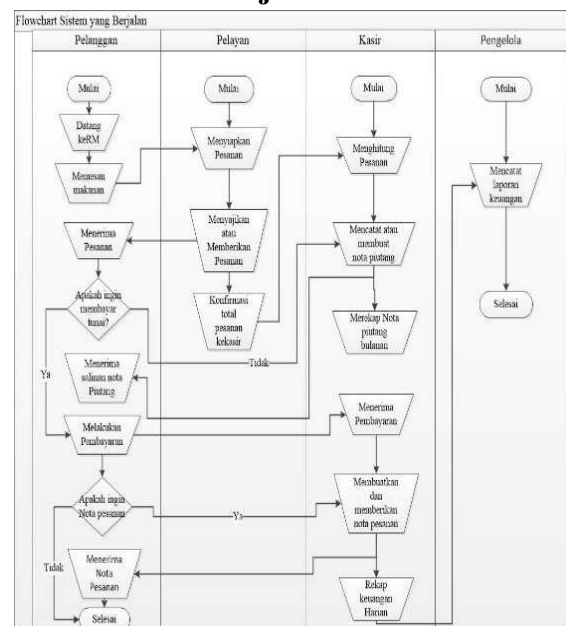 Flowchart Sistem yang Berjalan
Pelanggan
Pelayan
Kasir
Pengelola
Mulai
Datang
keRM
Memesan
makanan
Menerima
Pesanan
Apakah ingin
membayar
tunai?
Ya
Tidak
Menerima
salinan nota
Piutang
Melakukan
Pembayaran
Apakah ingin
Nota pesanan
Ya
Tidak
Menerima
Nota
Pesanan
Selesai
Mulai
Menyiapkan
Pesanan
Menyajikan
atau
Memberikan
Pesanan
Konfirmasi
total
pesanan
kekasir
Mulai
Menghitung
Pesanan
Mencatat atau
membuat
nota piutang
Merekap Nota
piutang
bulanan
Menerima
Pembayaran
Membuatkan
dan
memberikan
nota pesanan
Rekap
keuangan
Harian
Mulai
Mencatat
laporan
keuangan
Selesai